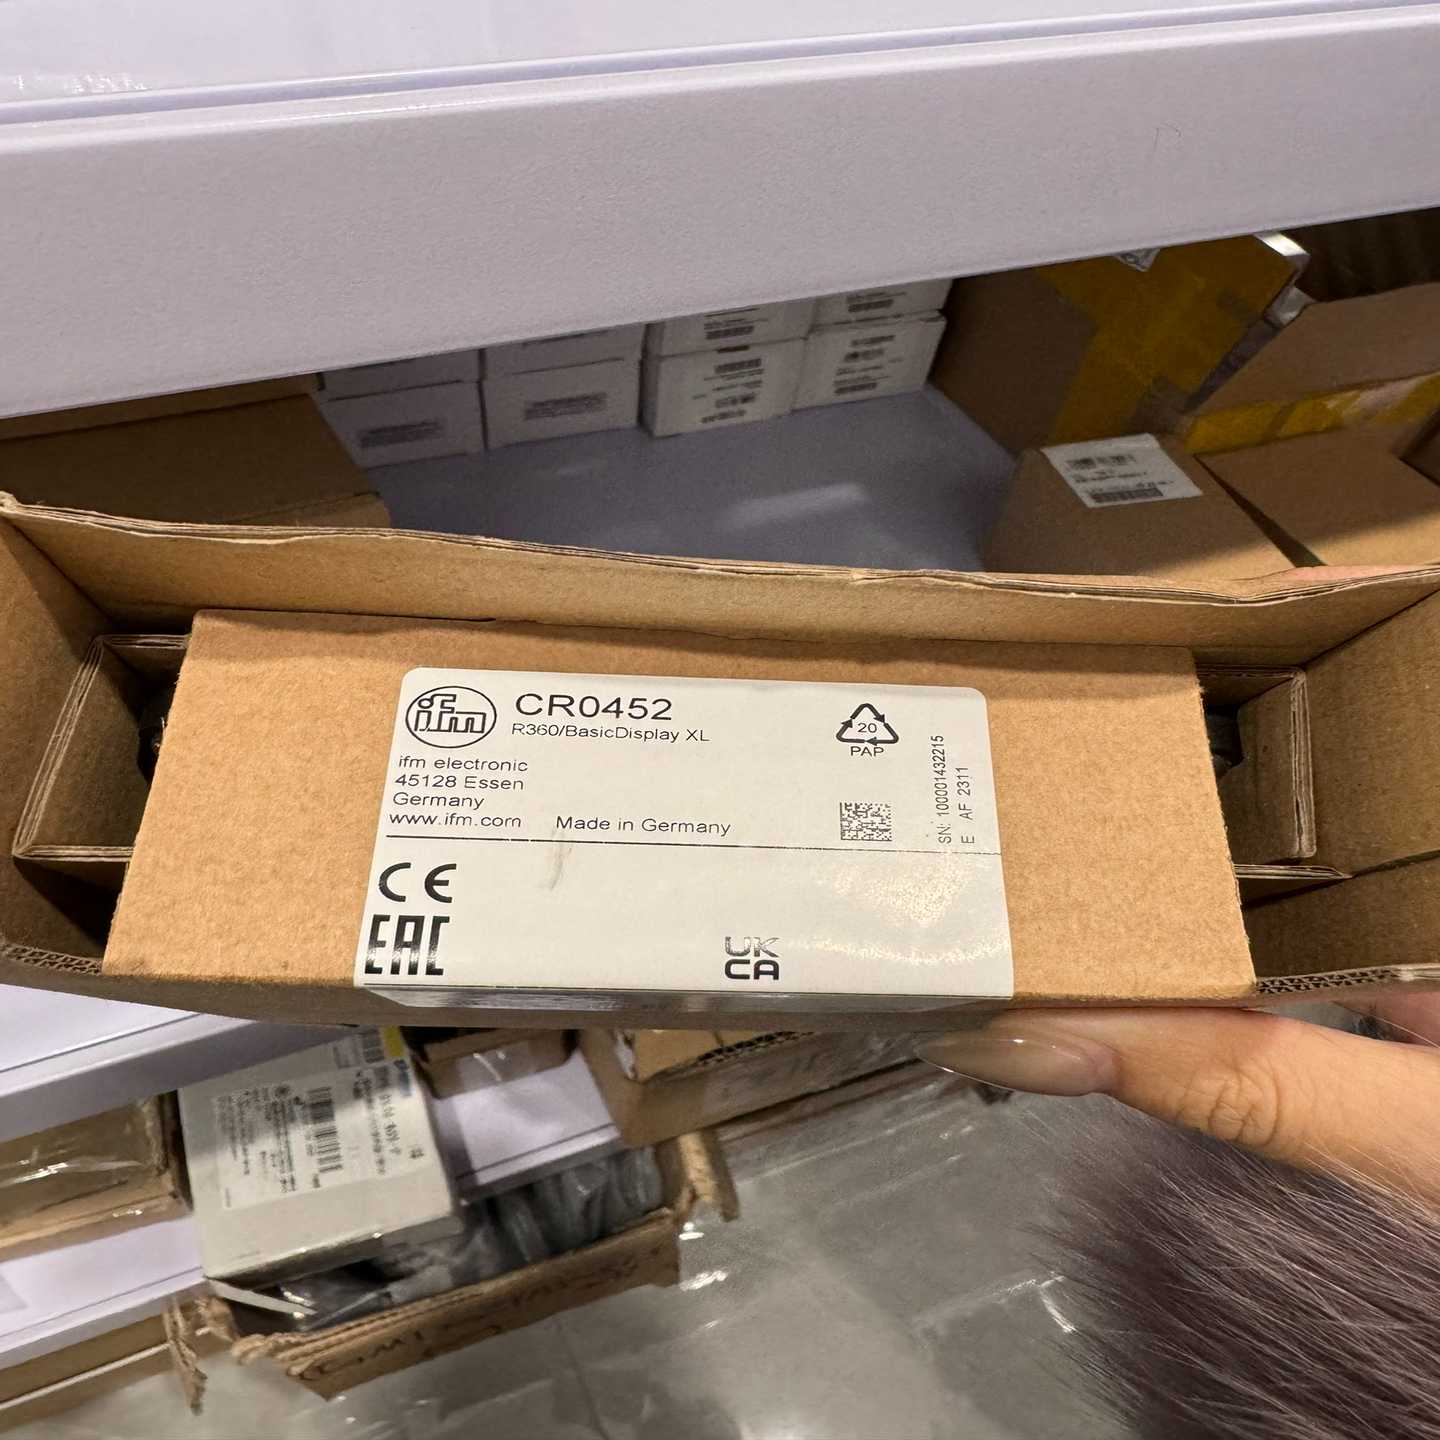 ifm
CR0452
R360/BasicDisplay XL
ifm electronic
45128 Essen
Germany
www.ifm.com
Made in Germany
20
PAP
SN: 100001432215
E AF 2311
CE
EAC
UK
CA